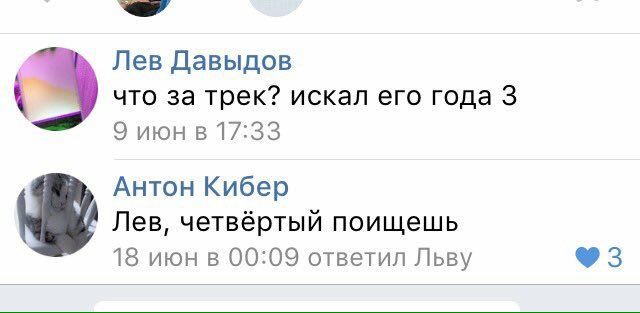 Лев Давыдов
что за трек? искал его года 3
9 июн в 17:33
Антон Кибер
Лев, четвёртый поищешь
18 июн в 00:09 ответил Льву
3